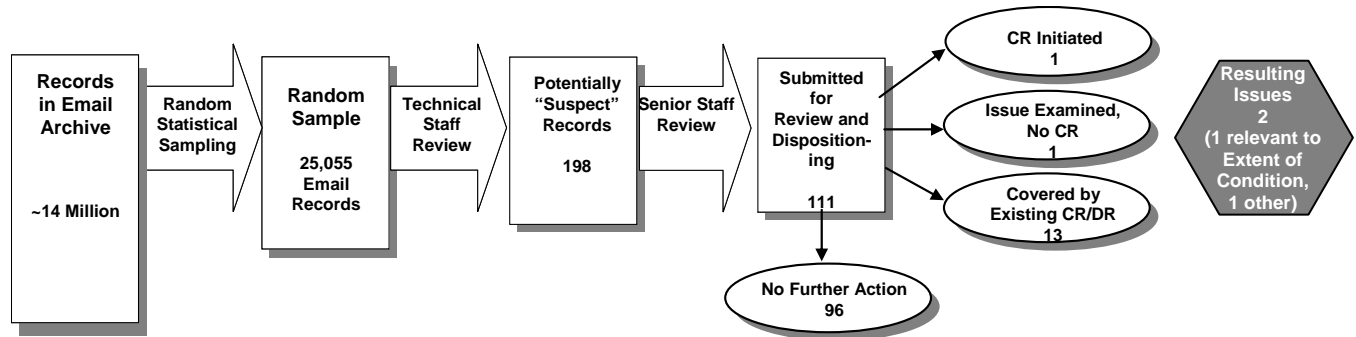 Records
in Email
Archive
~14 Million
Random
Statistical
Sampling
Random
Sample
25,055
Email
Records
Technical
Staff
Review
Potentially
“Suspect”
Records
198
Senior Staff
Review
Submitted
for
Review and
Disposition-
ing
111
CR Initiated
1
Issue Examined,
No CR
1
Covered by
Existing CR/DR
13
No Further Action
96
Resulting
Issues
2
(1 relevant to
Extent of
Condition,
1 other)